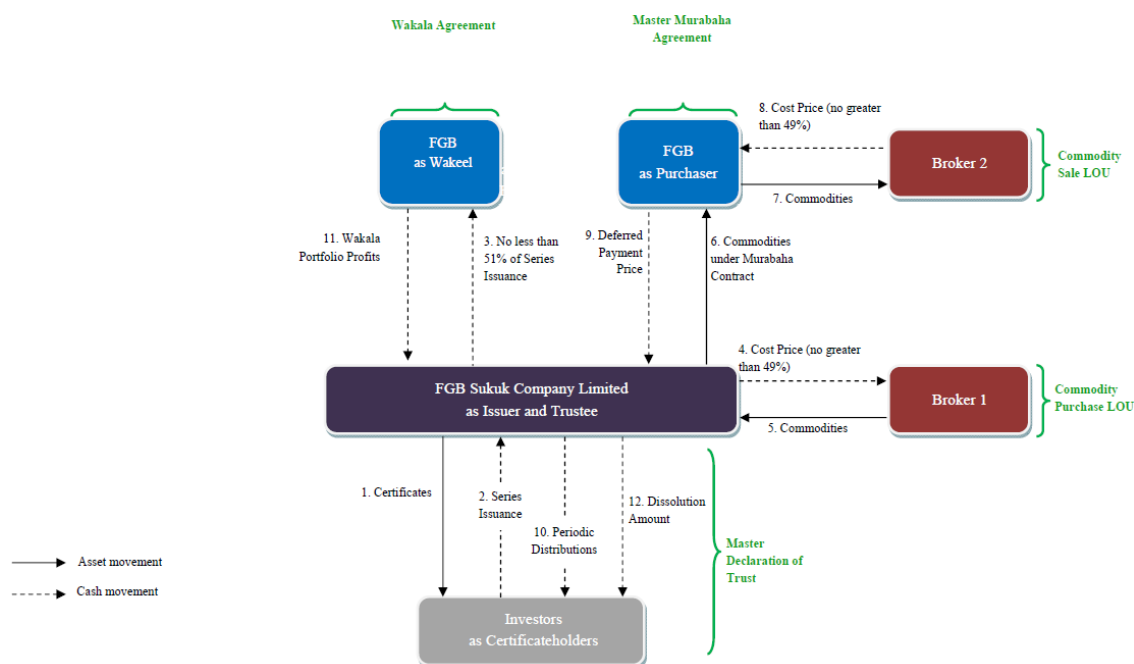 Wakala Agreement
Master Murabaha
Agreement
FGB
as Wakeel
FGB
as Purchaser
8. Cost Price (no greater
than 49%)
Broker 2
Commodity
Sale LOU
7. Commodities
11. Wakala
Portfolio Profits
3. No less than
51% of Series
Issuance
9. Deferred
Payment
Price
6. Commodities
under Murabaha
Contract
4. Cost Price (no greater
than 49%)
FGB Sukuk Company Limited
as Issuer and Trustee
Broker 1
Commodity
Purchase LOU
5. Commodities
1. Certificates
2. Series
Issuance
10. Periodic
Distributions
12. Dissolution
Amount
Master
Declaration of
Trust
Asset movement
Cash movement
Investors
as Certificateholders